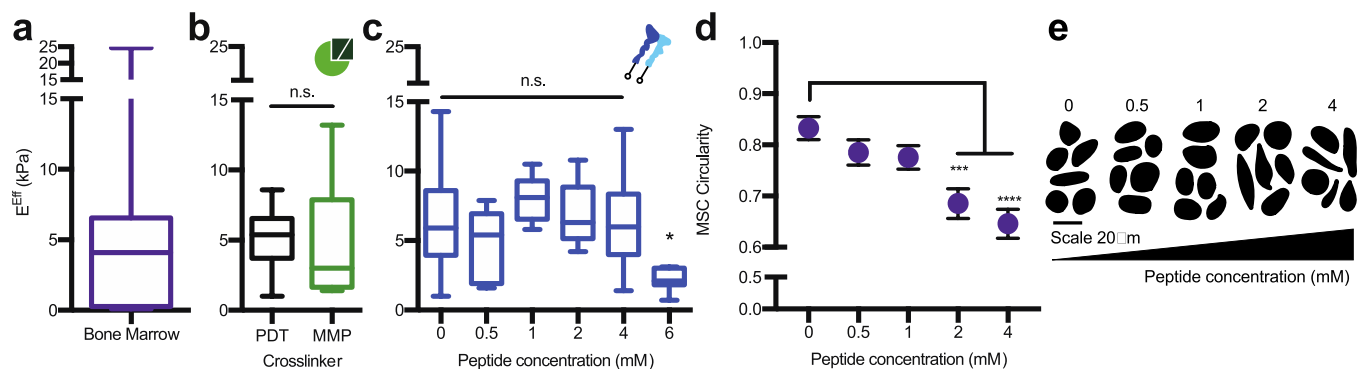 a
25
20
15
15
10
5
0
E^Eff (kPa)
Bone Marrow
b
25
15
10
5
0
n.s.
PDT MMP
Crosslinker
c
25
15
10
5
0
n.s.
*
0 0.5 1 2 4 6
Peptide concentration (mM)
d
1.0
0.9
0.8
0.7
0.6
0.5
0.0
MSC Circularity
***
****
0 0.5 1 2 4
Peptide concentration (mM)
e
0 0.5 1 2 4
Scale 20□m
Peptide concentration (mM)